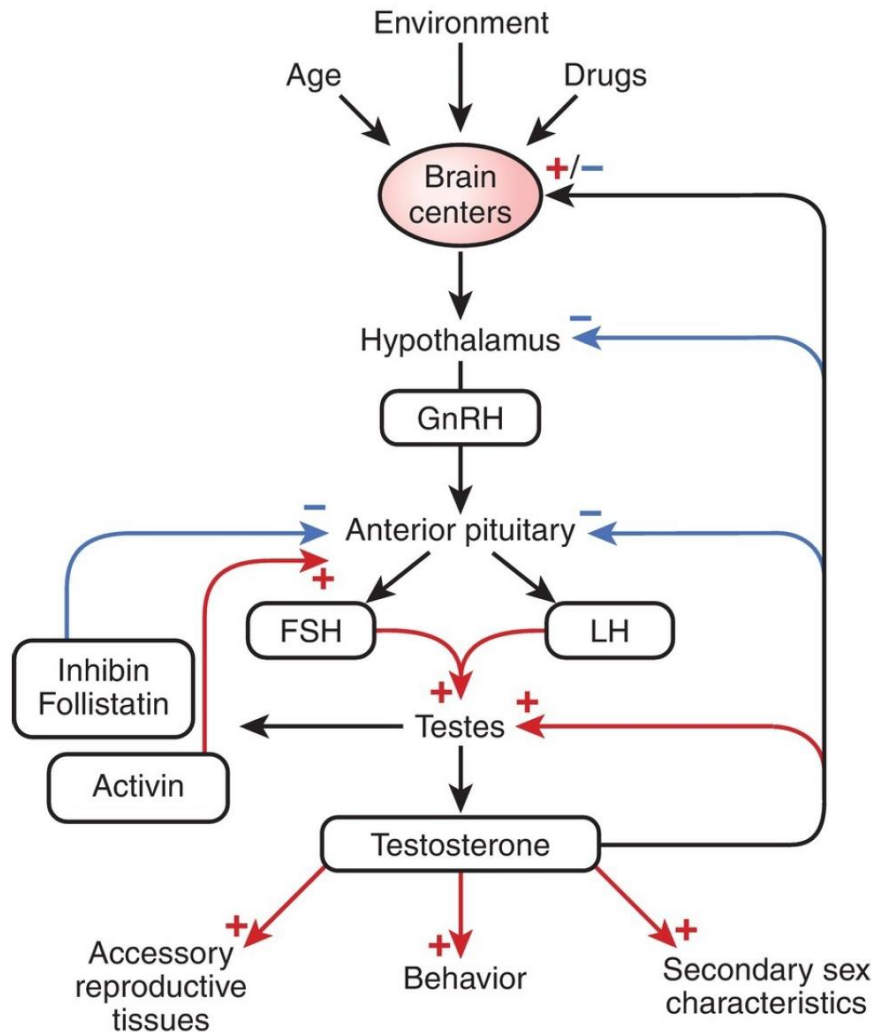 Environment
Age
Drugs
Brain
centers
+/−
Hypothalamus
−
GnRH
−
Anterior pituitary
−
+
FSH
LH
Inhibin
Follistatin
+
+
Testes
Activin
Testosterone
+
+
+
Accessory
reproductive
tissues
Behavior
Secondary sex
characteristics